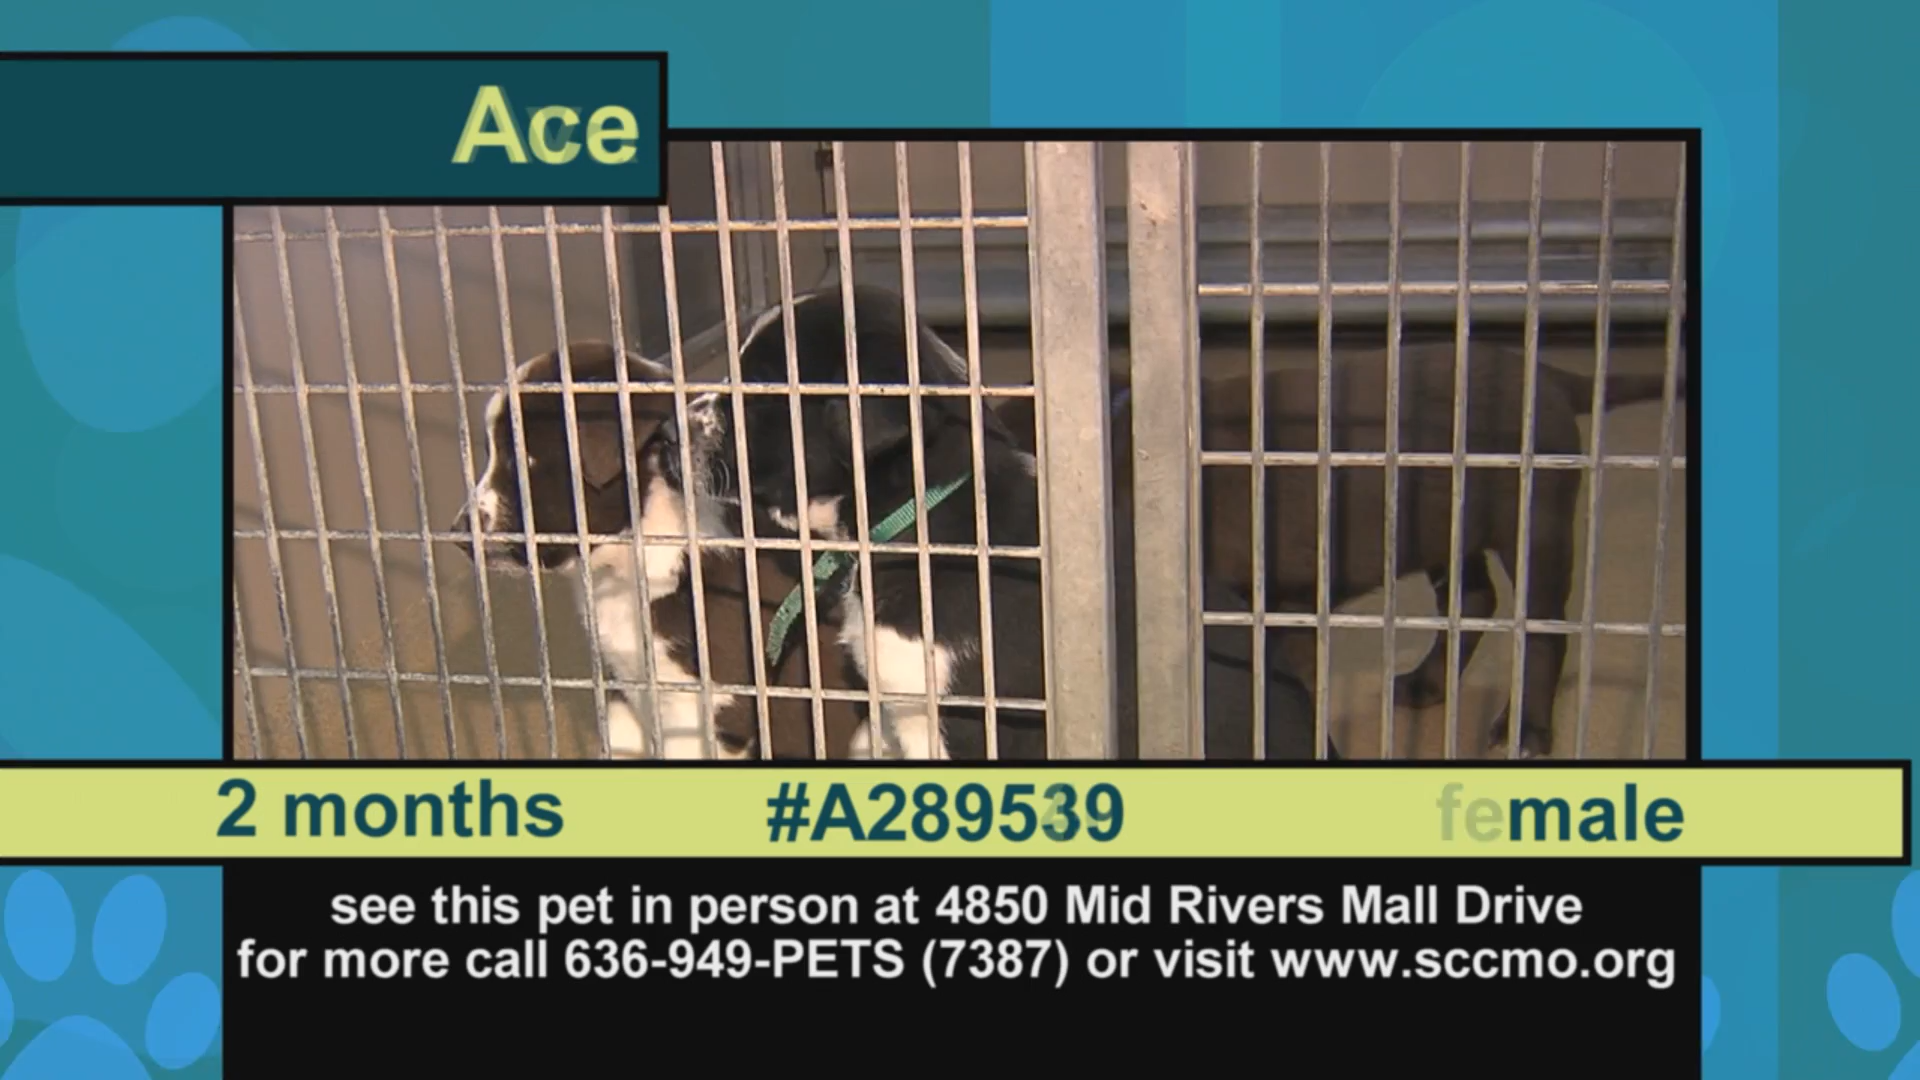 Ace
2 months #A289539 male
see this pet in person at 4850 Mid Rivers Mall Drive
for more call 636-949-PETS (7387) or visit www.sccmo.org